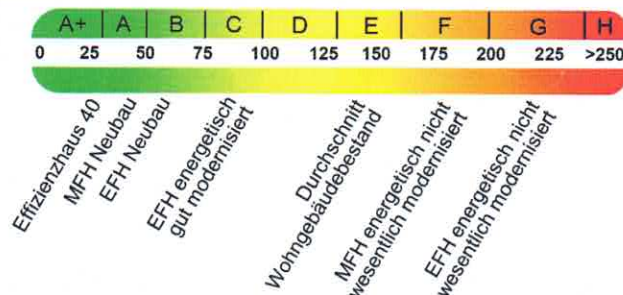 A+ A B C D E F G H
0 25 50 75 100 125 150 175 200 225 >250
Effizienzhaus 40
MFH Neubau
EFH Neubau
EFH energetisch
gut modernisiert
Durchschnitt
Wohngebäudebestand
MFH energetisch nicht
wesentlich modernisiert
EFH energetisch nicht
wesentlich modernisiert